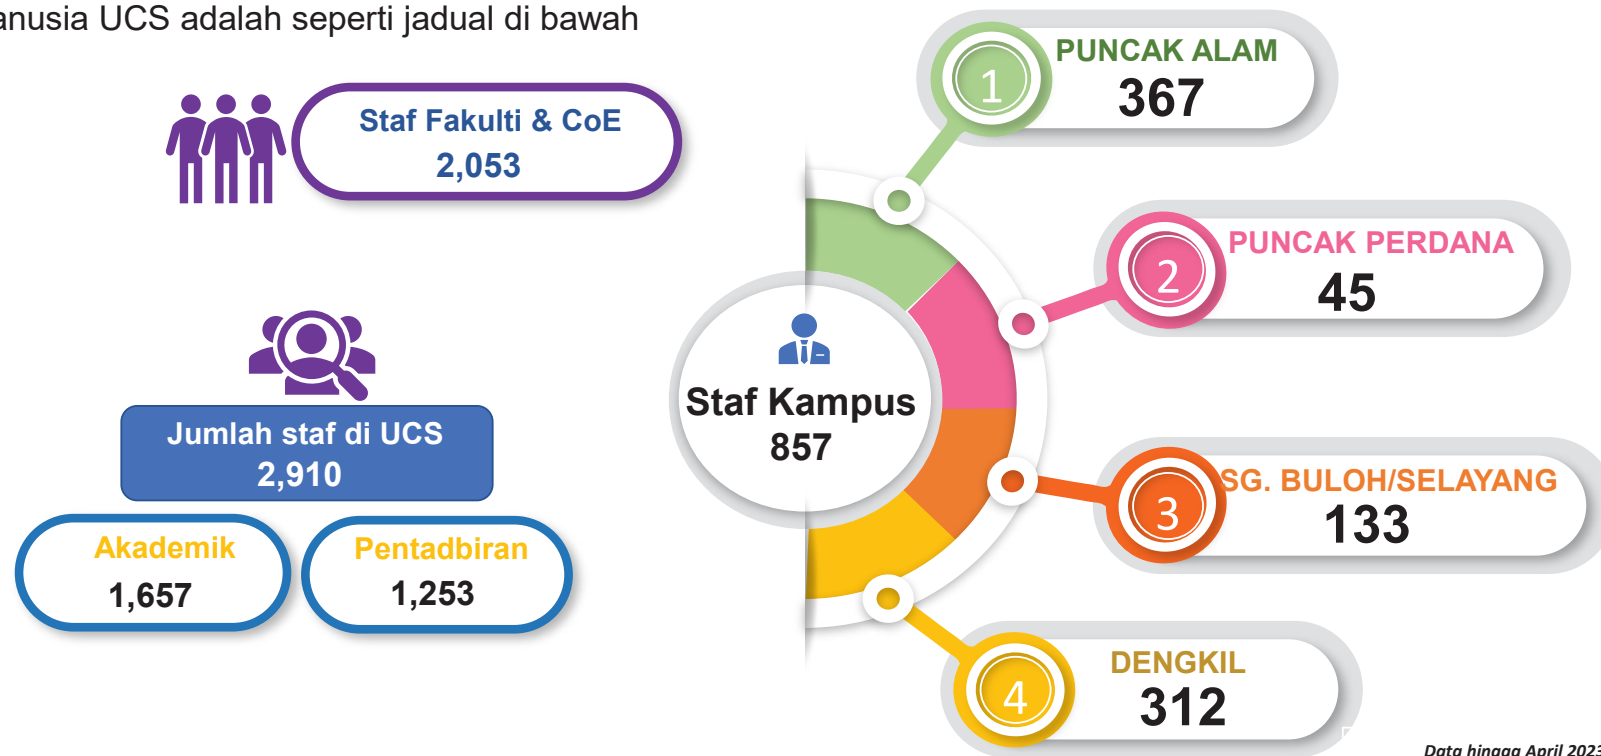 anusia UCS adalah seperti jadual di bawah
Staf Fakulti & CoE
2,053
Jumlah staf di UCS
2,910
Akademik
1,657
Pentadbiran
1,253
Staf Kampus
857
1
PUNCAK ALAM
367
2
PUNCAK PERDANA
45
3
SG. BULOH/SELAYANG
133
4
DENGKIL
312
Data hingga April 2023